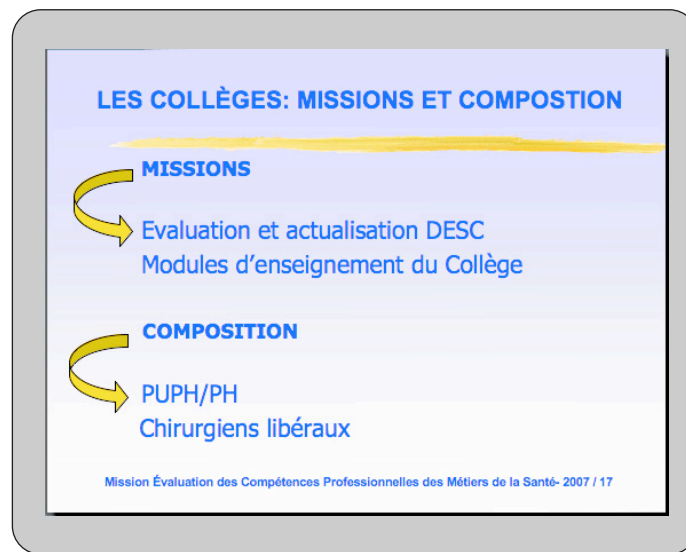 LES COLLÈGES: MISSIONS ET COMPOSTION
MISSIONS
Evaluation et actualisation DESC
Modules d'enseignement du Collège
COMPOSITION
PUPH/PH
Chirurgiens libéraux
Mission Évaluation des Compétences Professionnelles des Métiers de la Santé- 2007 / 17